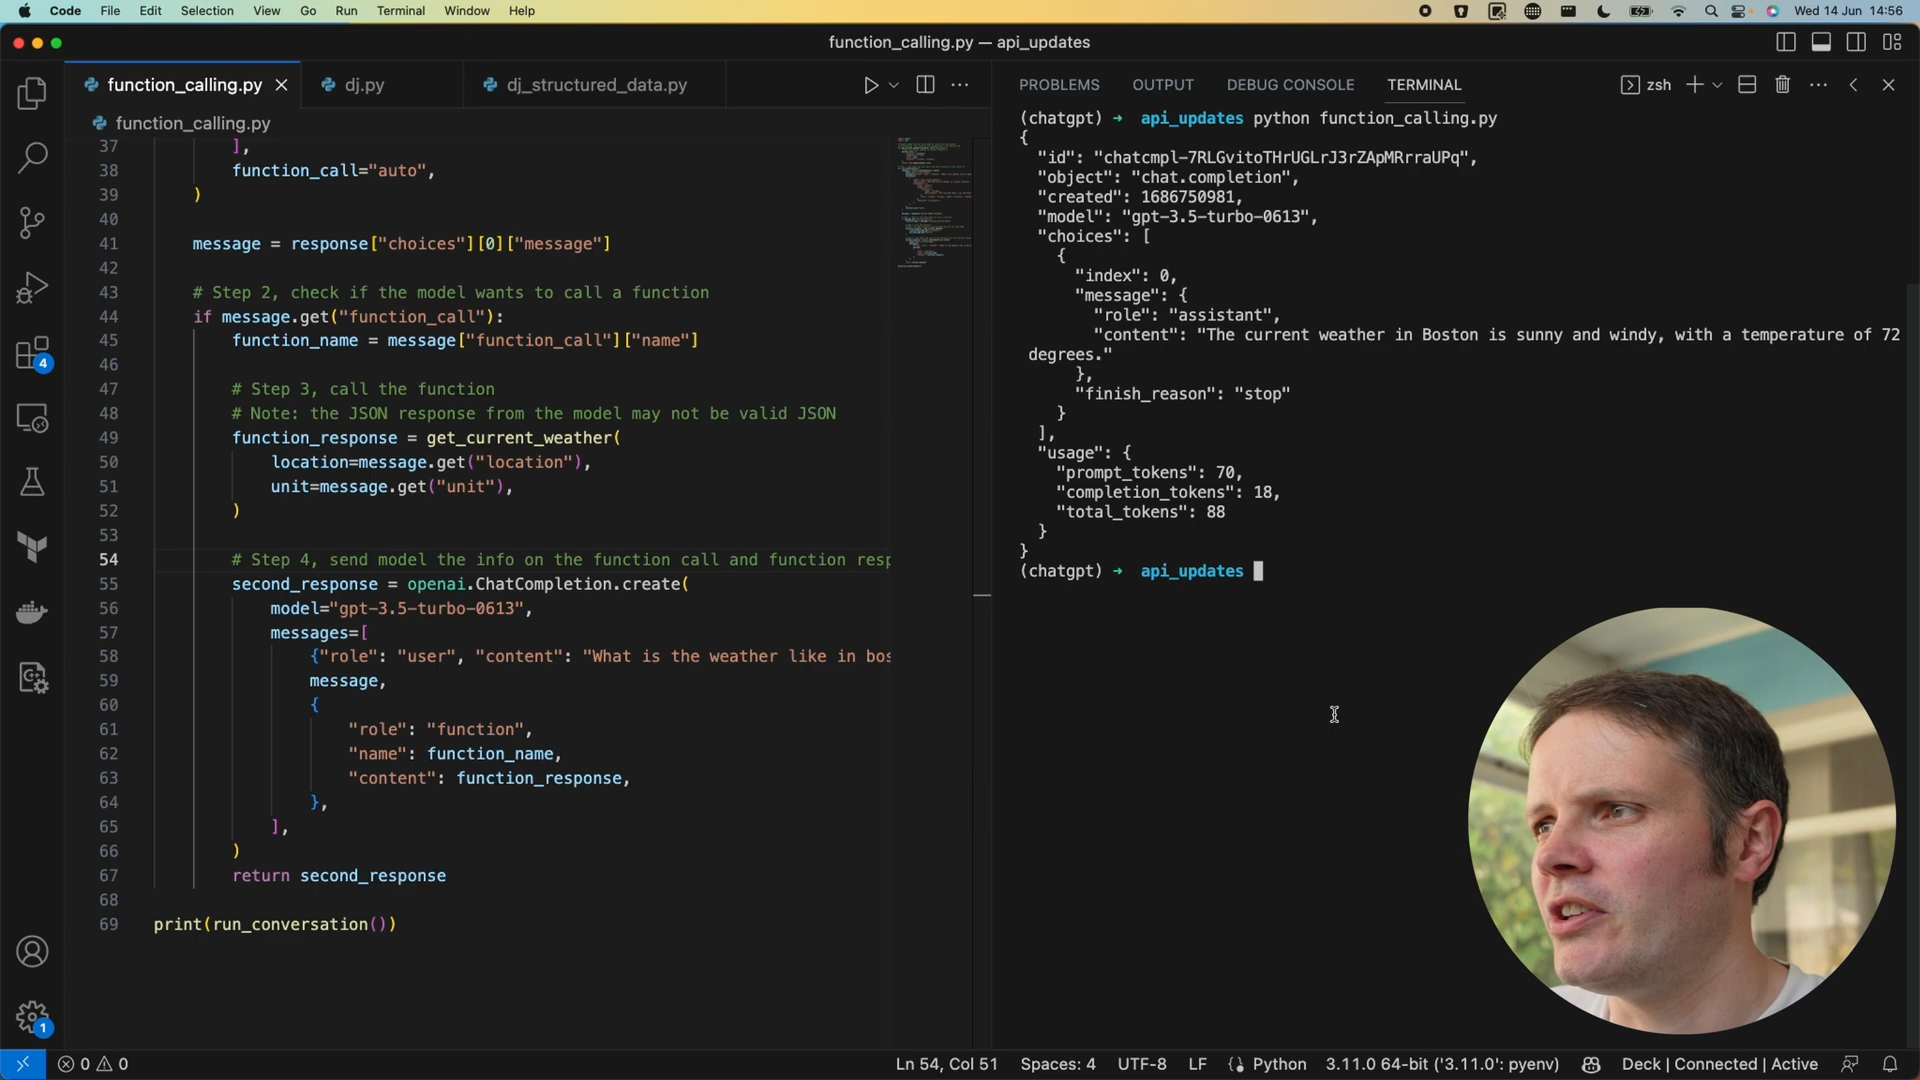 Code File Edit Selection View Go Run Terminal Window Help Wed 14 Jun 14:56
function_calling.py — api_updates
function_calling.py dj.py dj_structured_data.py
function_calling.py
37 ],
38 function_call="auto",
39 )
40
41 message = response["choices"][0]["message"]
42
43 # Step 2, check if the model wants to call a function
44 if message.get("function_call"):
45 function_name = message["function_call"]["name"]
46
47 # Step 3, call the function
48 # Note: the JSON response from the model may not be valid JSON
49 function_response = get_current_weather(
50 location=message.get("location"),
51 unit=message.get("unit"),
52 )
53
54 # Step 4, send model the info on the function call and function resp
55 second_response = openai.ChatCompletion.create(
56 model="gpt-3.5-turbo-0613",
57 messages=[
58 {"role": "user", "content": "What is the weather like in bos
59 message,
60 {
61 "role": "function",
62 "name": function_name,
63 "content": function_response,
64 },
65 ],
66 )
67 return second_response
68
69 print(run_conversation())
PROBLEMS OUTPUT DEBUG CONSOLE TERMINAL zsh
(chatgpt) → api_updates python function_calling.py
{
"id": "chatcmpl-7RLGvitoTHrUGLrJ3rZApMRrraUPq",
"object": "chat.completion",
"created": 1686750981,
"model": "gpt-3.5-turbo-0613",
"choices": [
{
"index": 0,
"message": {
"role": "assistant",
"content": "The current weather in Boston is sunny and windy, with a temperature of 72
degrees."
},
"finish_reason": "stop"
}
],
"usage": {
"prompt_tokens": 70,
"completion_tokens": 18,
"total_tokens": 88
}
}
(chatgpt) → api_updates
4
1
0 0 Ln 54, Col 51 Spaces: 4 UTF-8 LF Python 3.11.0 64-bit ('3.11.0': pyenv) Deck | Connected | Active